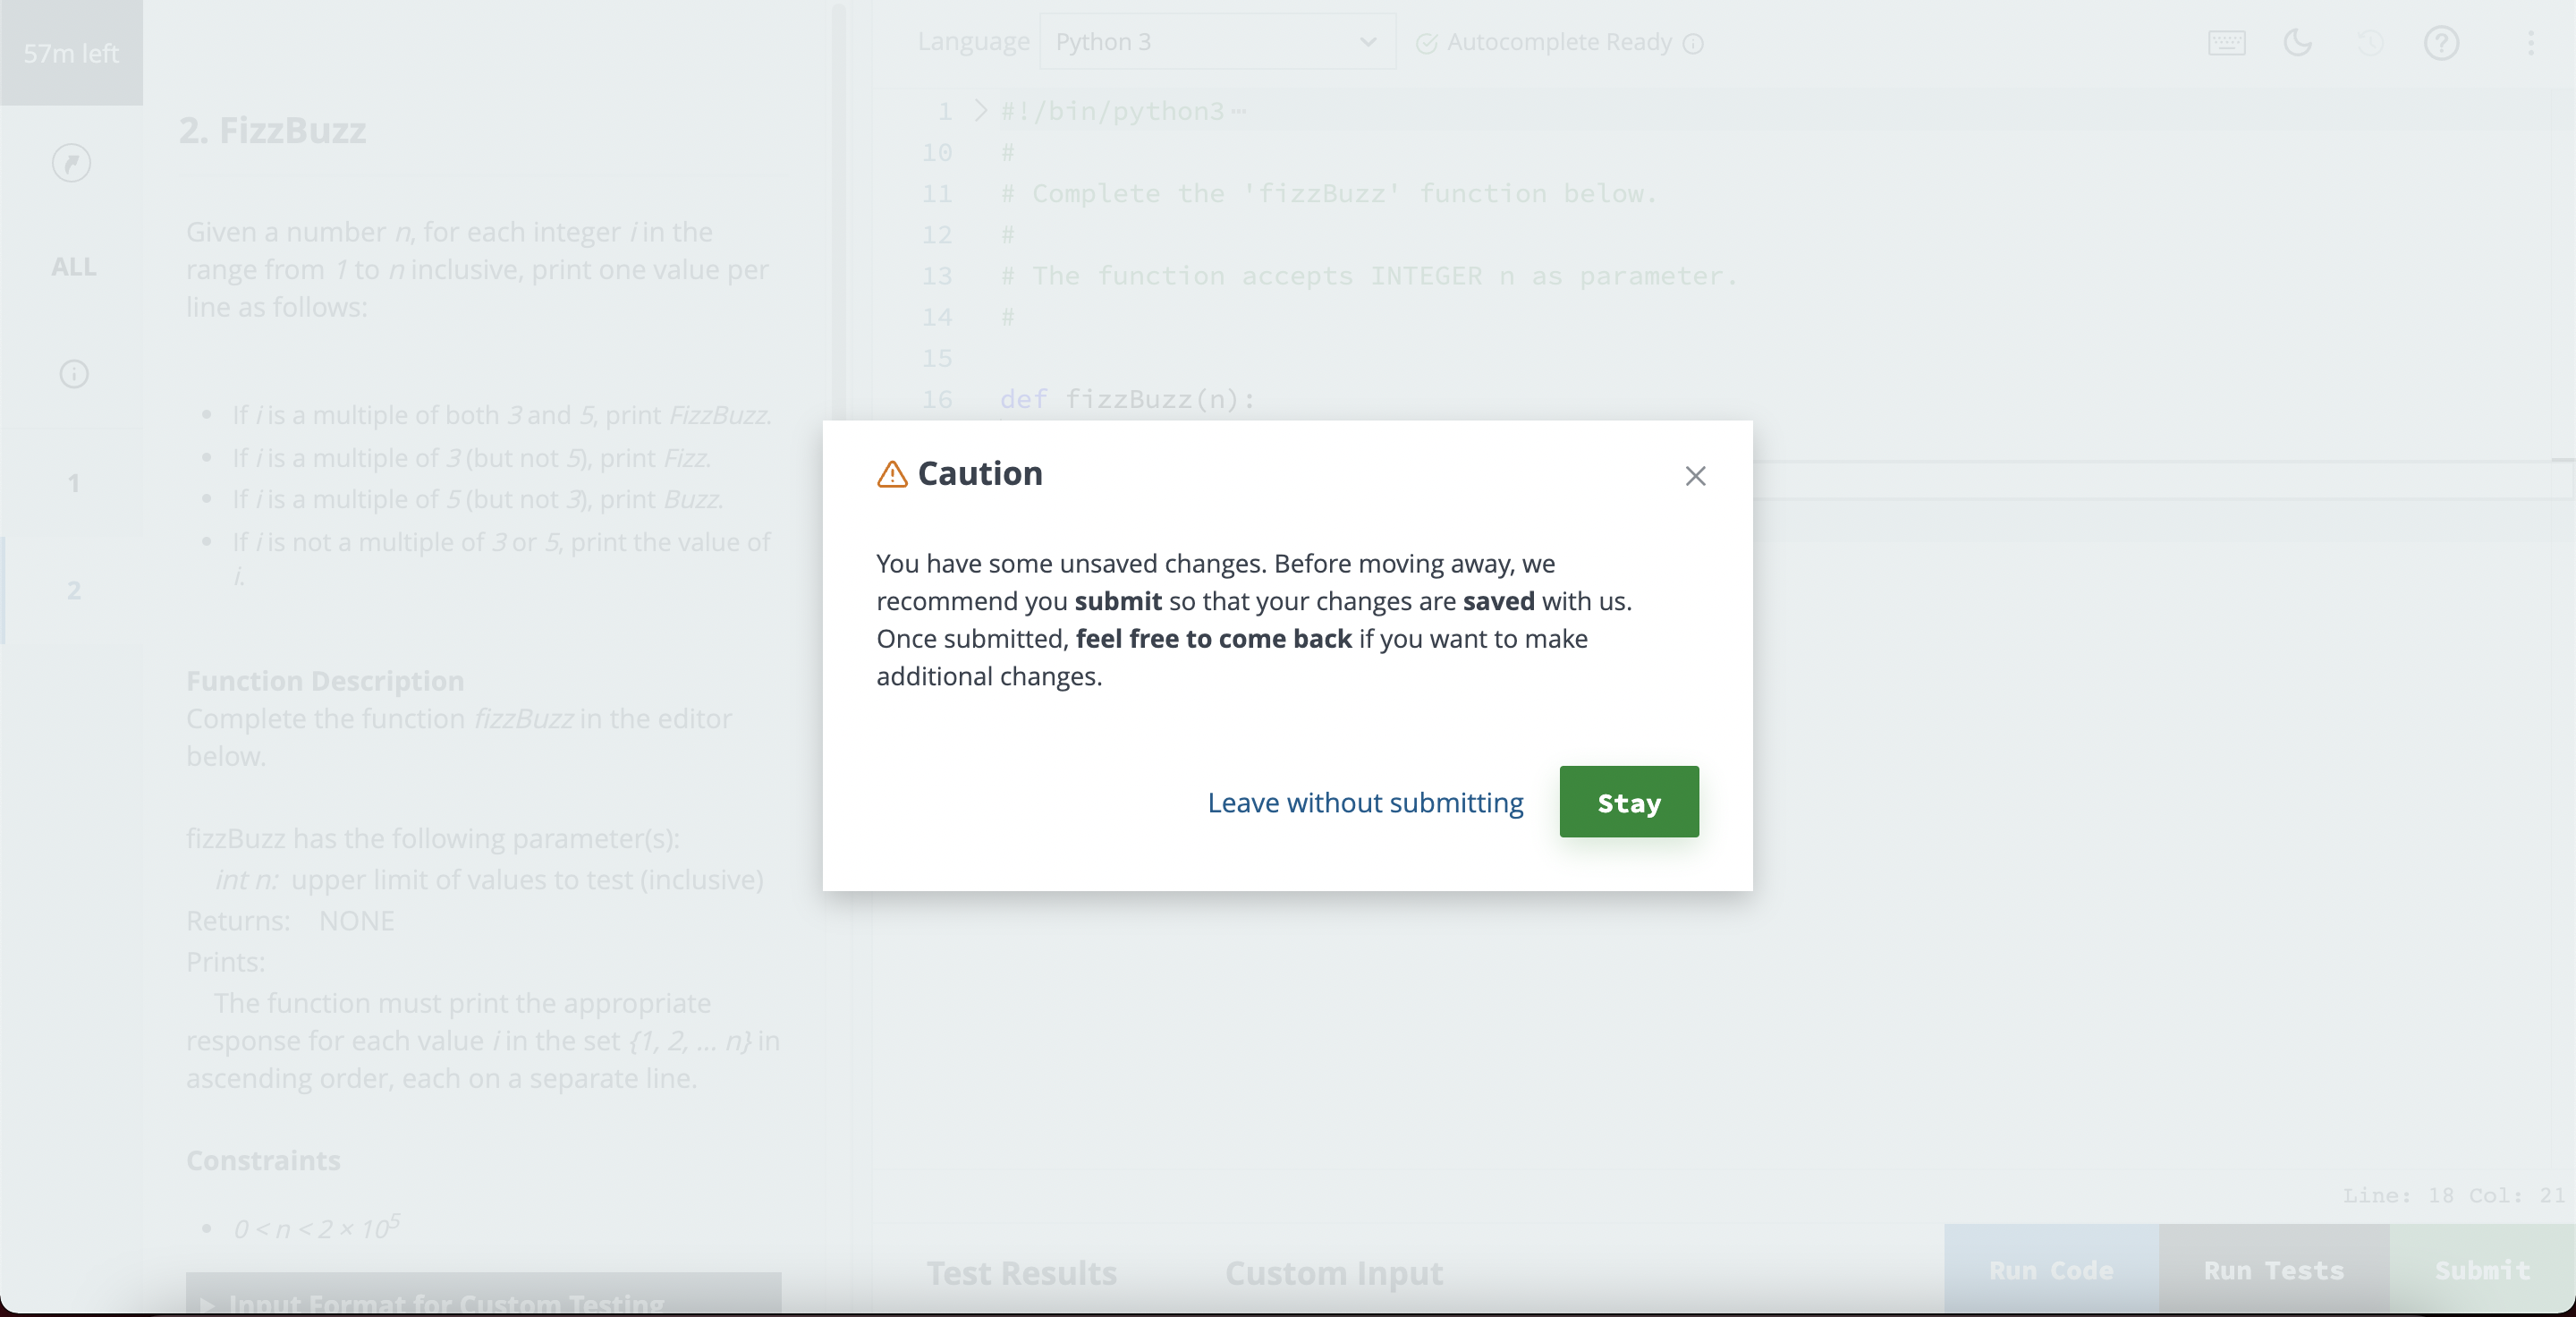 57m left
ALL
1
2
2. FizzBuzz
Given a number n, for each integer i in the
range from 1 to n inclusive, print one value per
line as follows:
If i is a multiple of both 3 and 5, print FizzBuzz.
If i is a multiple of 3 (but not 5), print Fizz.
If i is a multiple of 5 (but not 3), print Buzz.
If i is not a multiple of 3 or 5, print the value of
i.
Function Description
Complete the function fizzBuzz in the editor
below.
fizzBuzz has the following parameter(s):
int n: upper limit of values to test (inclusive)
Returns: NONE
Prints:
The function must print the appropriate
response for each value i in the set {1, 2, ... n} in
ascending order, each on a separate line.
Constraints
0 < n < 2 × 10⁵
Input Format for Custom Testing
Language Python 3 Autocomplete Ready
1 #!/bin/python3 ⋯
10 #
11 # Complete the 'fizzBuzz' function below.
12 #
13 # The function accepts INTEGER n as parameter.
14 #
15
16 def fizzBuzz(n):
Caution
You have some unsaved changes. Before moving away, we
recommend you submit so that your changes are saved with us.
Once submitted, feel free to come back if you want to make
additional changes.
Leave without submitting Stay
Line: 18 Col: 21
Test Results Custom Input Run Code Run Tests Submit